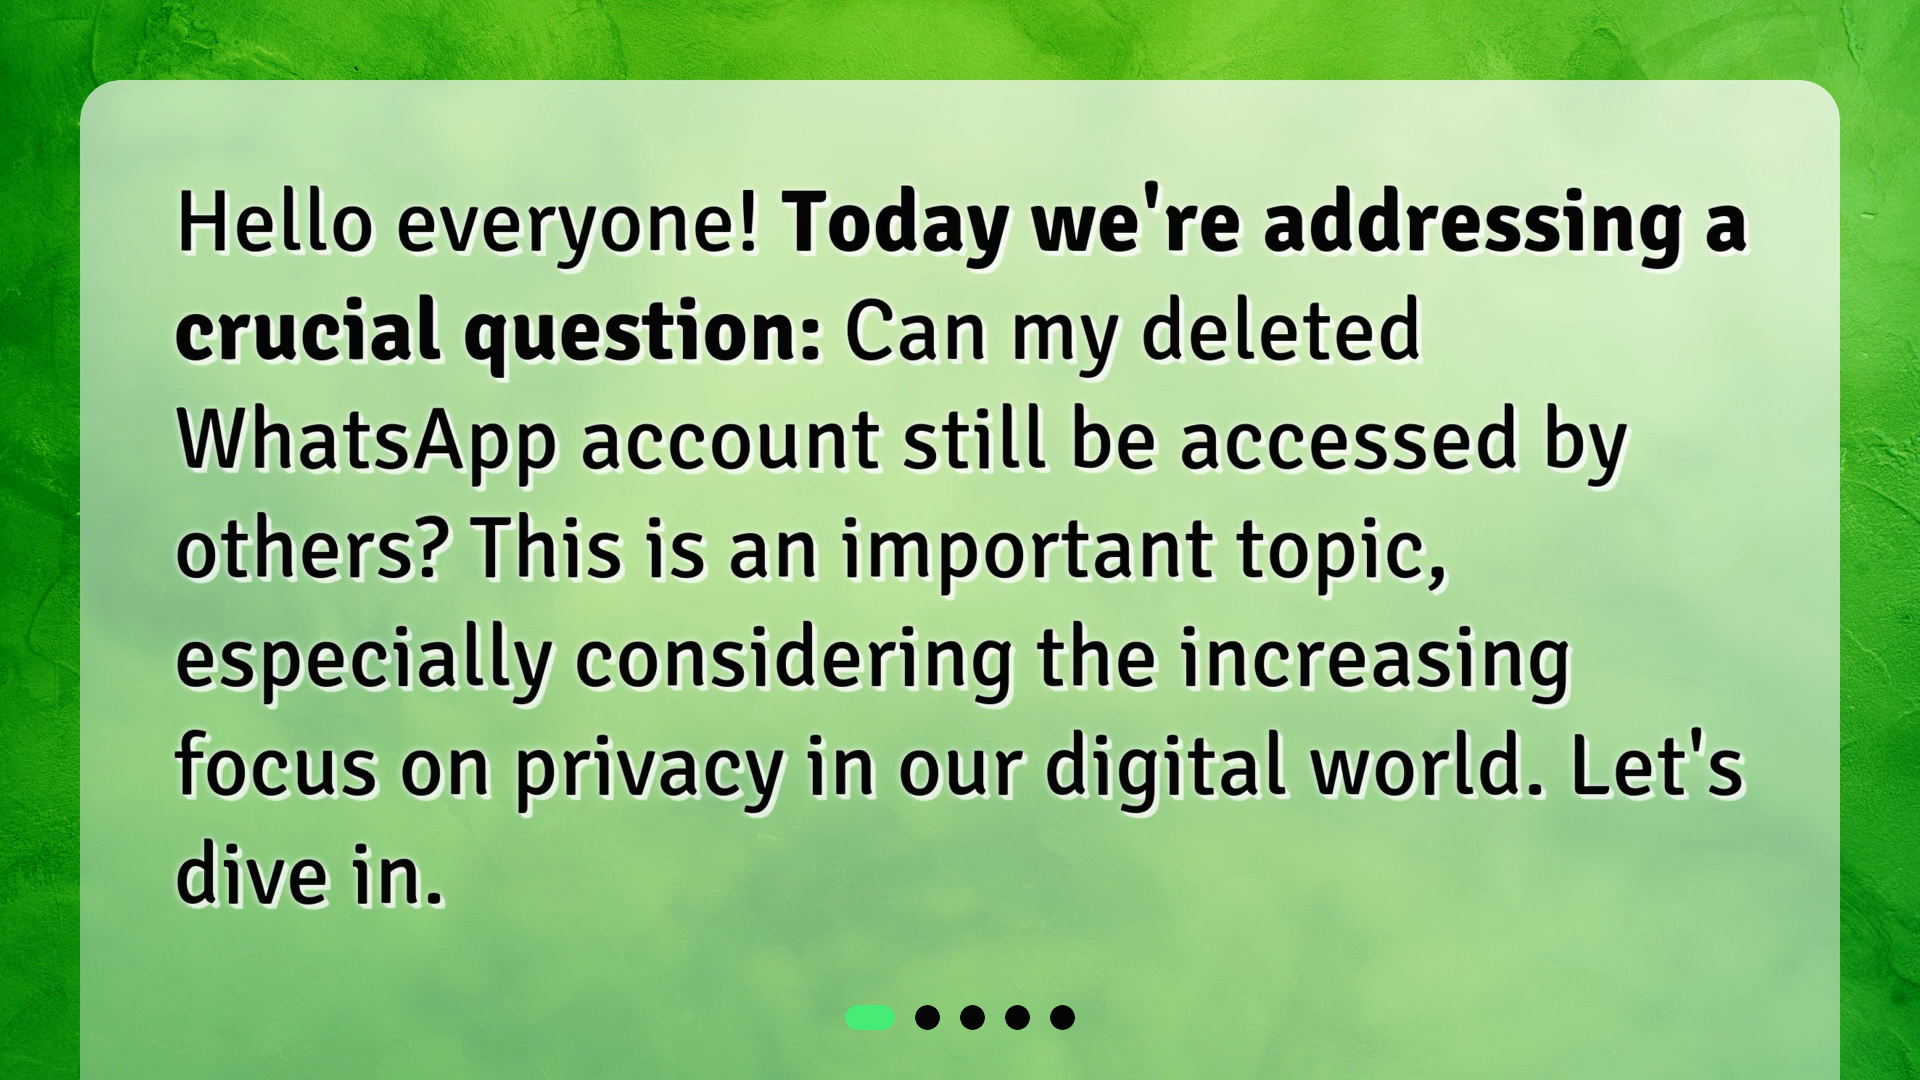 Hello everyone! Today we're addressing a
crucial question: Can my deleted
WhatsApp account still be accessed by
others? This is an important topic,
especially considering the increasing
focus on privacy in our digital world. Let's
dive in.